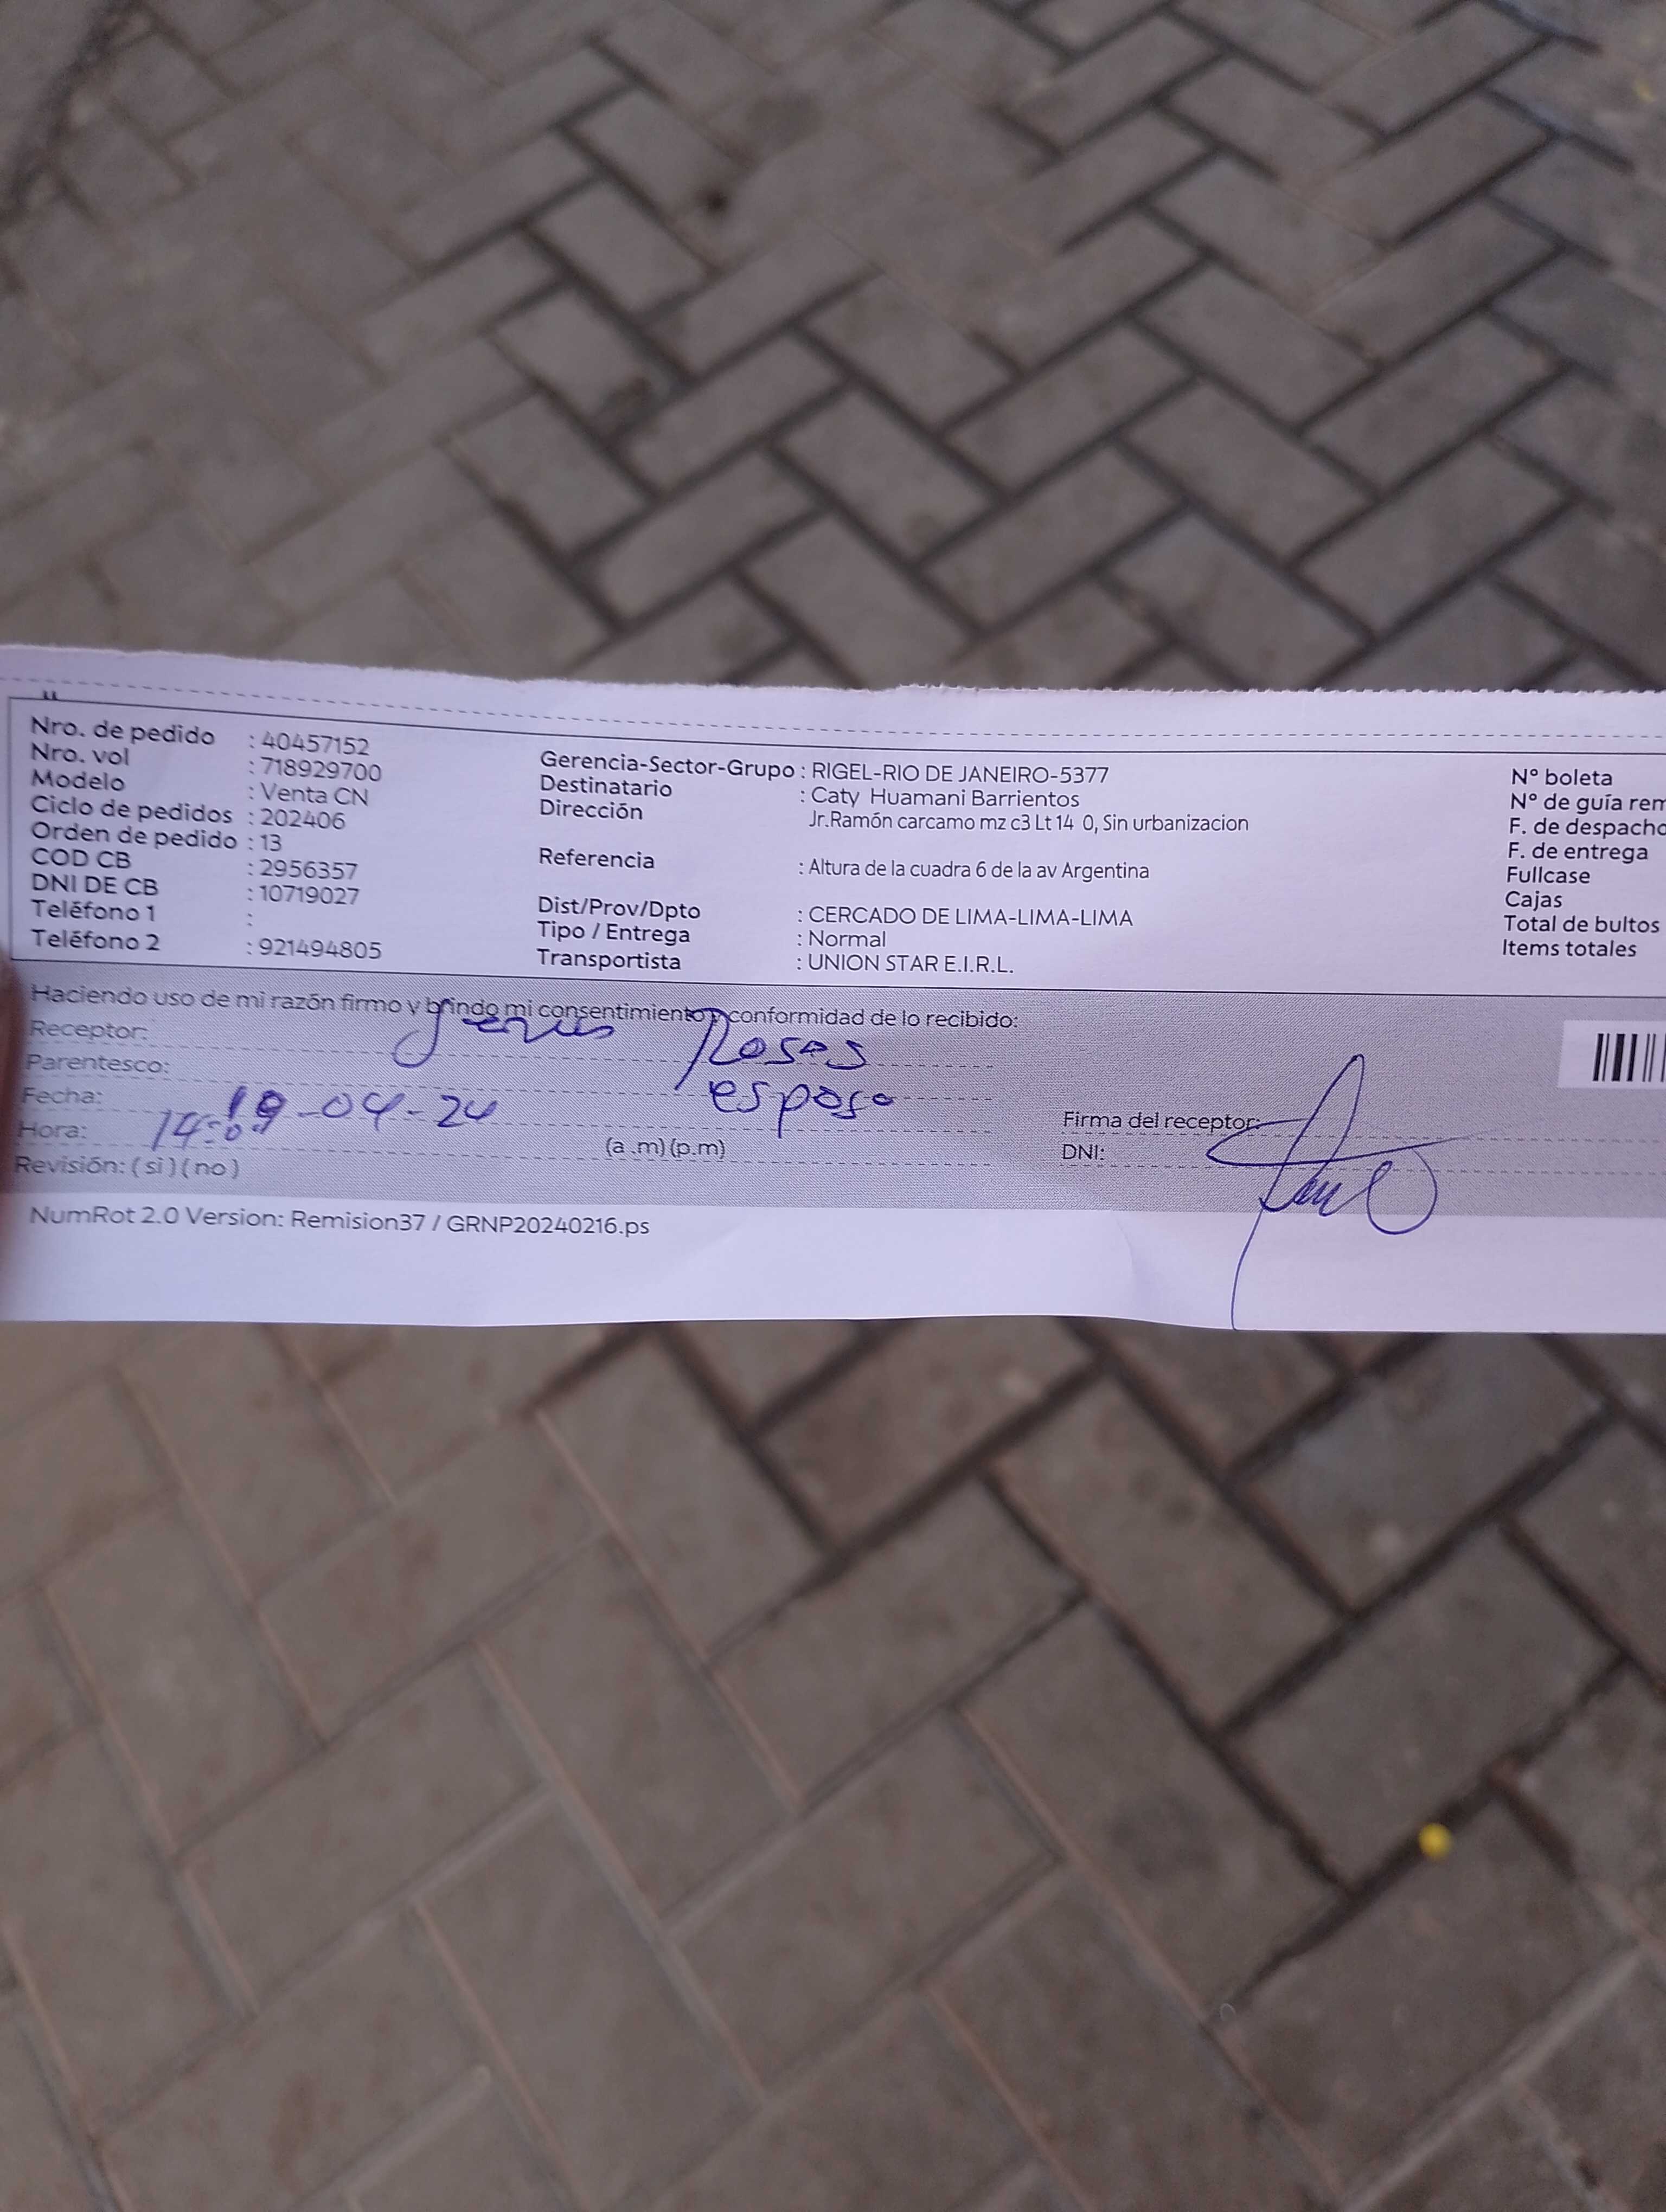 Nro. de pedido : 40457152
Nro. vol : 718929700
Modelo : Venta CN
Ciclo de pedidos : 202406
Orden de pedido : 13
COD CB : 2956357
DNI DE CB : 10719027
Teléfono 1 :
Teléfono 2 : 921494805
Gerencia-Sector-Grupo : RIGEL-RIO DE JANEIRO-5377
Destinatario : Caty Huamani Barrientos
Dirección Jr.Ramón carcamo mz c3 Lt 14 0, Sin urbanizacion
Referencia : Altura de la cuadra 6 de la av Argentina
Dist/Prov/Dpto : CERCADO DE LIMA-LIMA-LIMA
Tipo / Entrega : Normal
Transportista : UNION STAR E.I.R.L.
N° boleta
N° de guía rem
F. de despacho
F. de entrega
Fullcase
Cajas
Total de bultos
Items totales
Haciendo uso de mi razón firmo y brindo mi consentimiento y conformidad de lo recibido:
Receptor: Rosas
Parentesco: esposo
Fecha: 19-04-24
Hora: (a .m) (p.m)
Revisión: ( si ) ( no )
Firma del receptor:
DNI:
NumRot 2.0 Version: Remision37 / GRNP20240216.ps